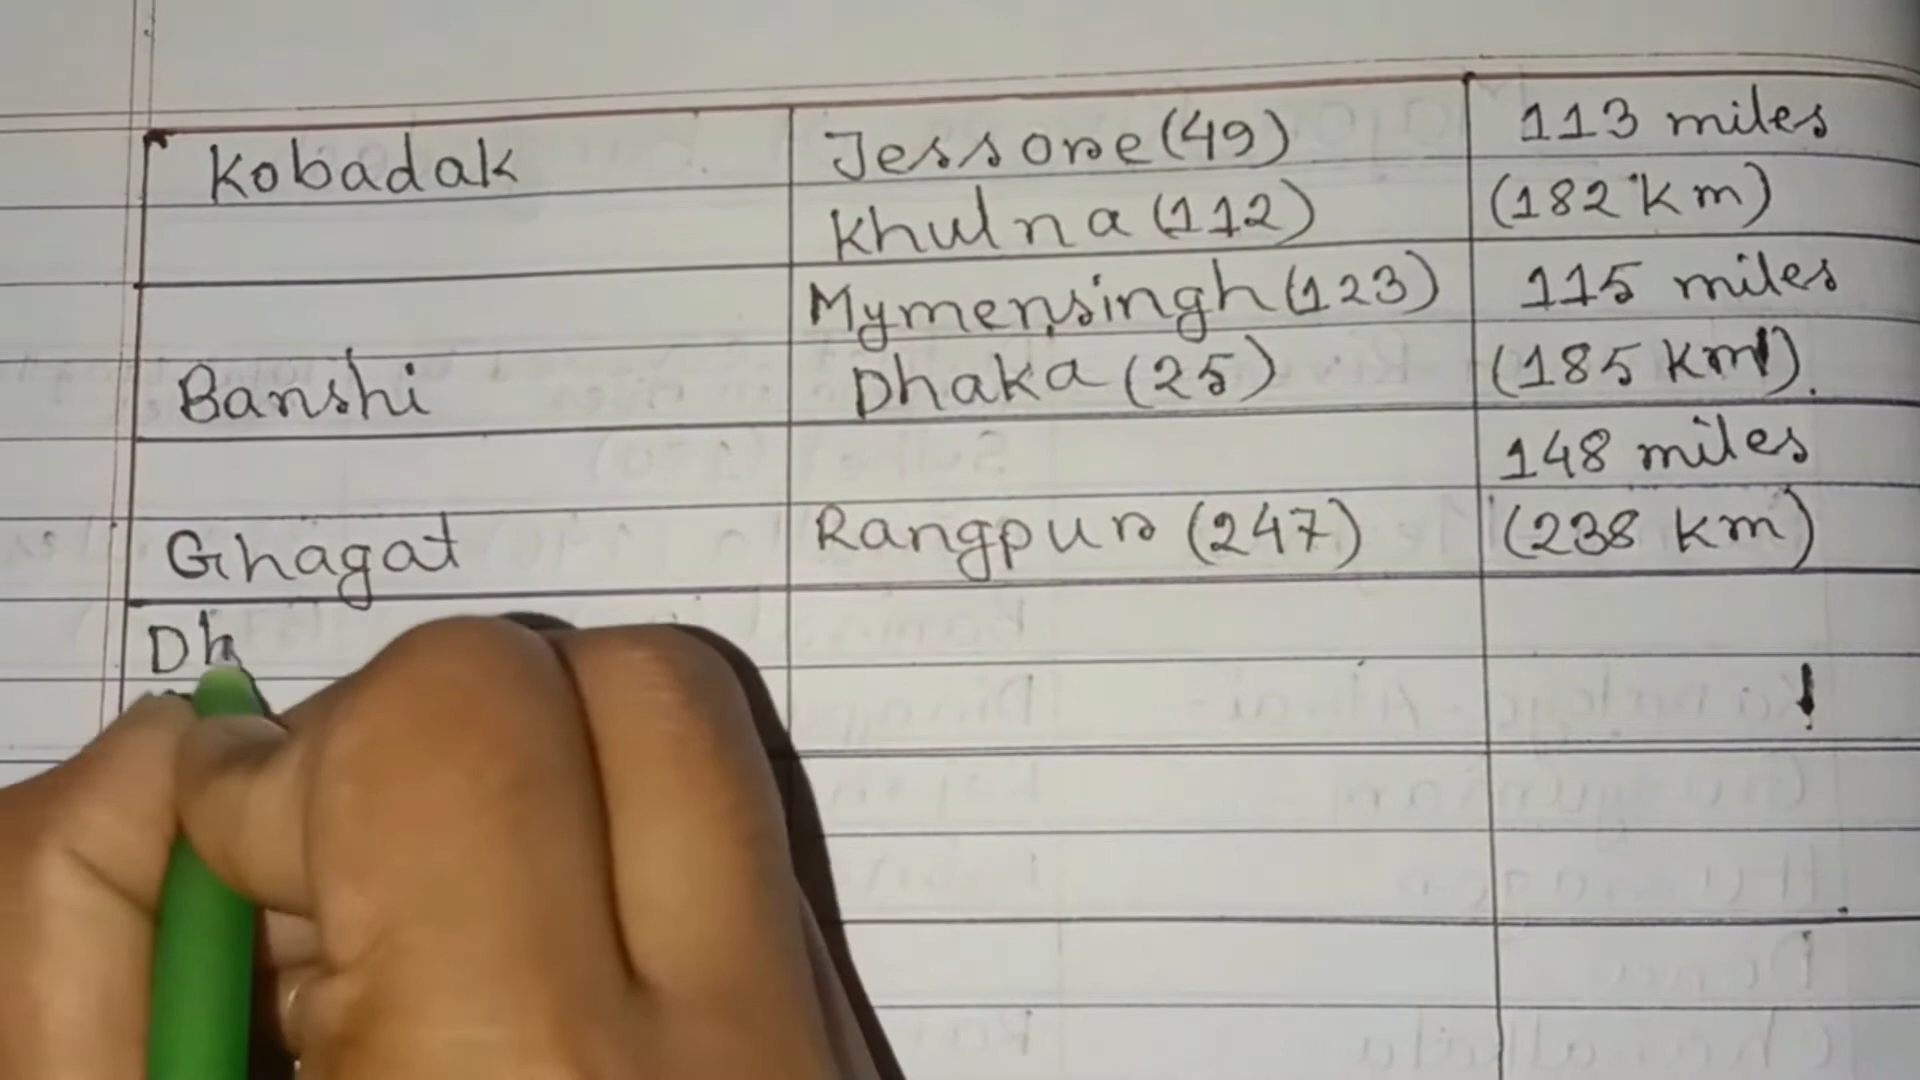 Kobadak Jessore (49) 113 miles
Khulna (112) (182 km)
Mymensingh (123) 115 miles
Banshi Dhaka (25) (185 km).
148 miles
Ghagat Rangpur (247) (238 km)
Dh